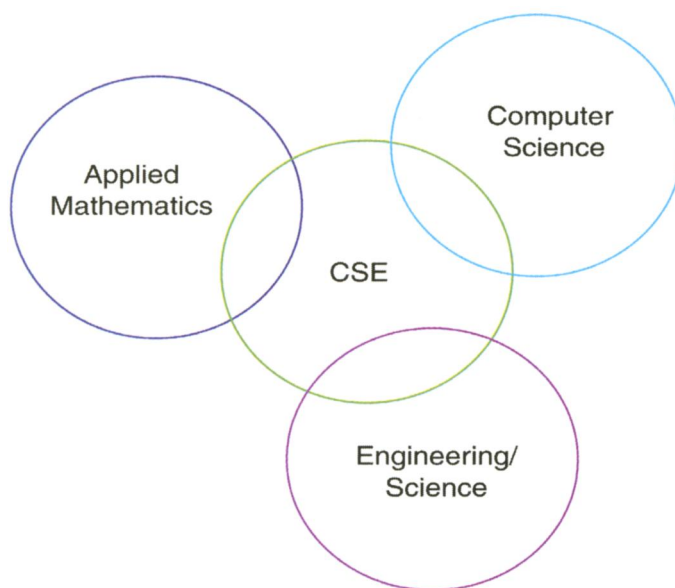 Computer
Science
Applied
Mathematics
CSE
Engineering/
Science